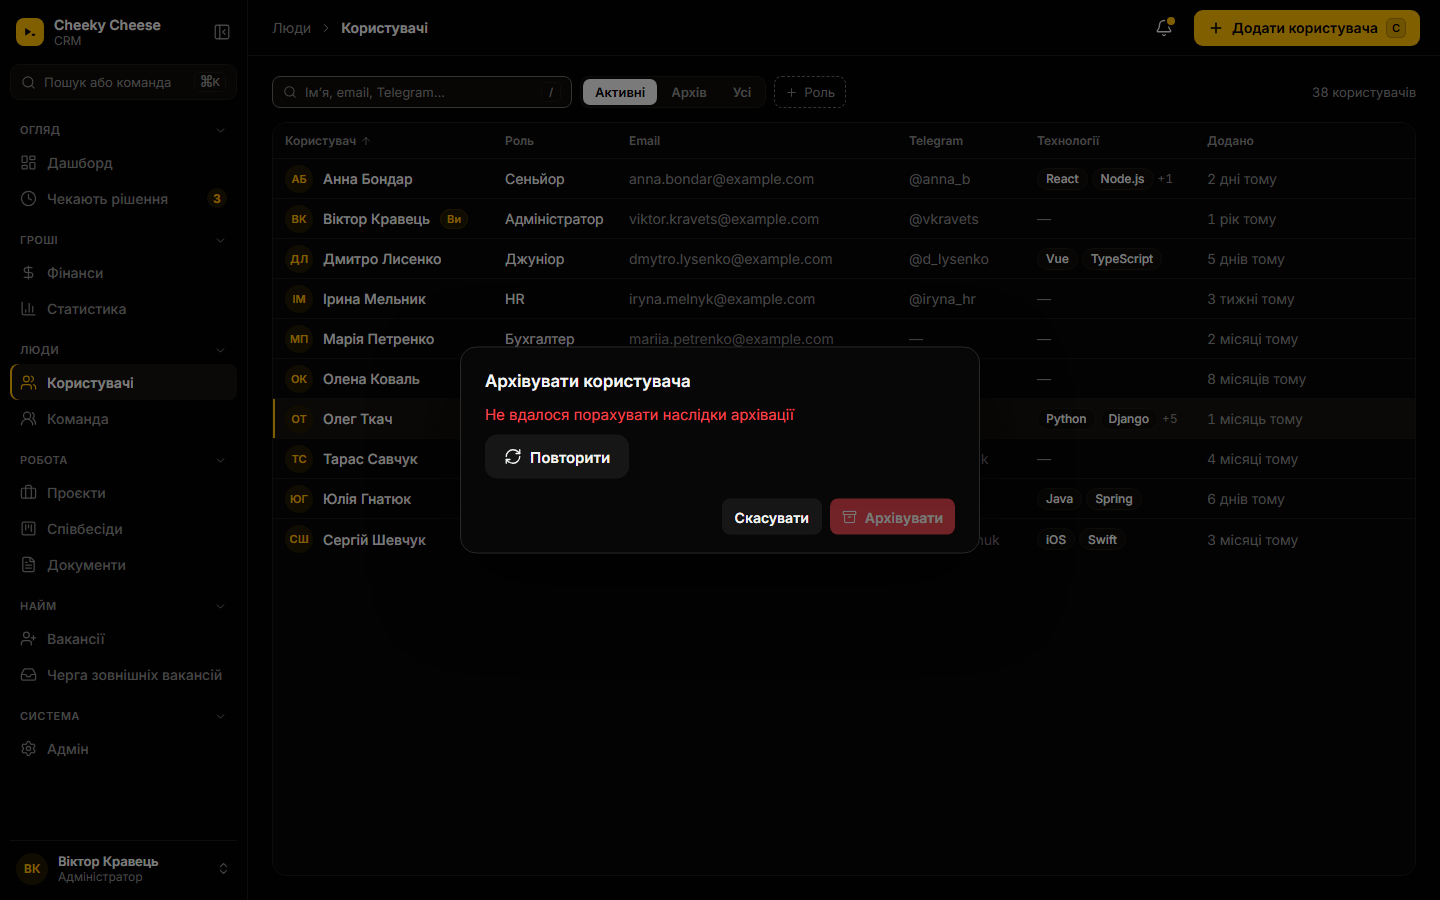 Cheeky Cheese
CRM
Пошук або команда ⌘K
ОГЛЯД
Дашборд
Чекають рішення 3
ГРОШІ
Фінанси
Статистика
ЛЮДИ
Користувачі
Команда
РОБОТА
Проєкти
Співбесіди
Документи
НАЙМ
Вакансії
Черга зовнішніх вакансій
СИСТЕМА
Адмін
ВК Віктор Кравець
Адміністратор
Люди > Користувачі
+ Додати користувача C
Ім'я, email, Telegram... /
Активні Архів Усі
+ Роль
38 користувачів
Користувач ↑ Роль Email Telegram Технології Додано
АБ Анна Бондар Сеньйор anna.bondar@example.com @anna_b React Node.js +1 2 дні тому
ВК Віктор Кравець Ви Адміністратор viktor.kravets@example.com @vkravets — 1 рік тому
ДЛ Дмитро Лисенко Джуніор dmytro.lysenko@example.com @d_lysenko Vue TypeScript 5 днів тому
ІМ Ірина Мельник HR iryna.melnyk@example.com @iryna_hr — 3 тижні тому
МП Марія Петренко Бухгалтер mariia.petrenko@example.com — — 2 місяці тому
ОК Олена Коваль — 8 місяців тому
ОТ Олег Ткач Python Django +5 1 місяць тому
ТС Тарас Савчук k — 4 місяці тому
ЮГ Юлія Гнатюк Java Spring 6 днів тому
СШ Сергій Шевчук iOS Swift 3 місяці тому
Архівувати користувача
Не вдалося порахувати наслідки архівації
Повторити
Скасувати Архівувати